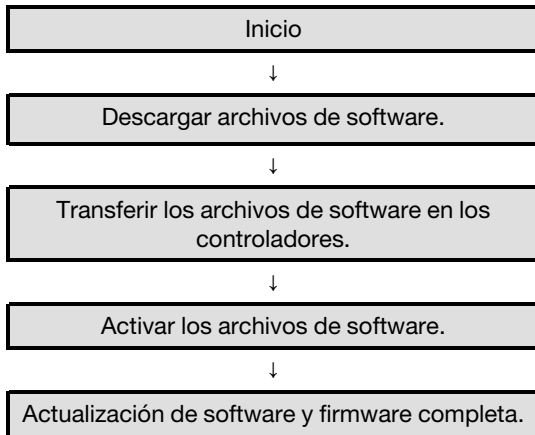 Inicio
↓
Descargar archivos de software.
↓
Transferir los archivos de software en los
controladores.
↓
Activar los archivos de software.
↓
Actualización de software y firmware completa.